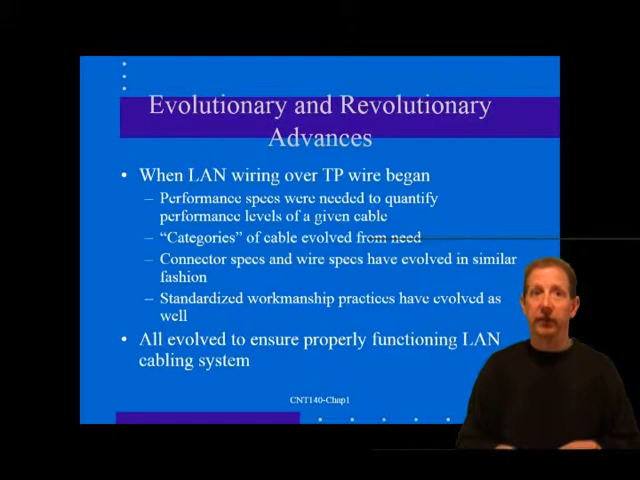 Evolutionary and Revolutionary
Advances
• When LAN wiring over TP wire began
– Performance specs were needed to quantify
performance levels of a given cable
– “Categories” of cable evolved from need
– Connector specs and wire specs have evolved in similar
fashion
– Standardized workmanship practices have evolved as
well
• All evolved to ensure properly functioning LAN
cabling system
CNT140-Chap1